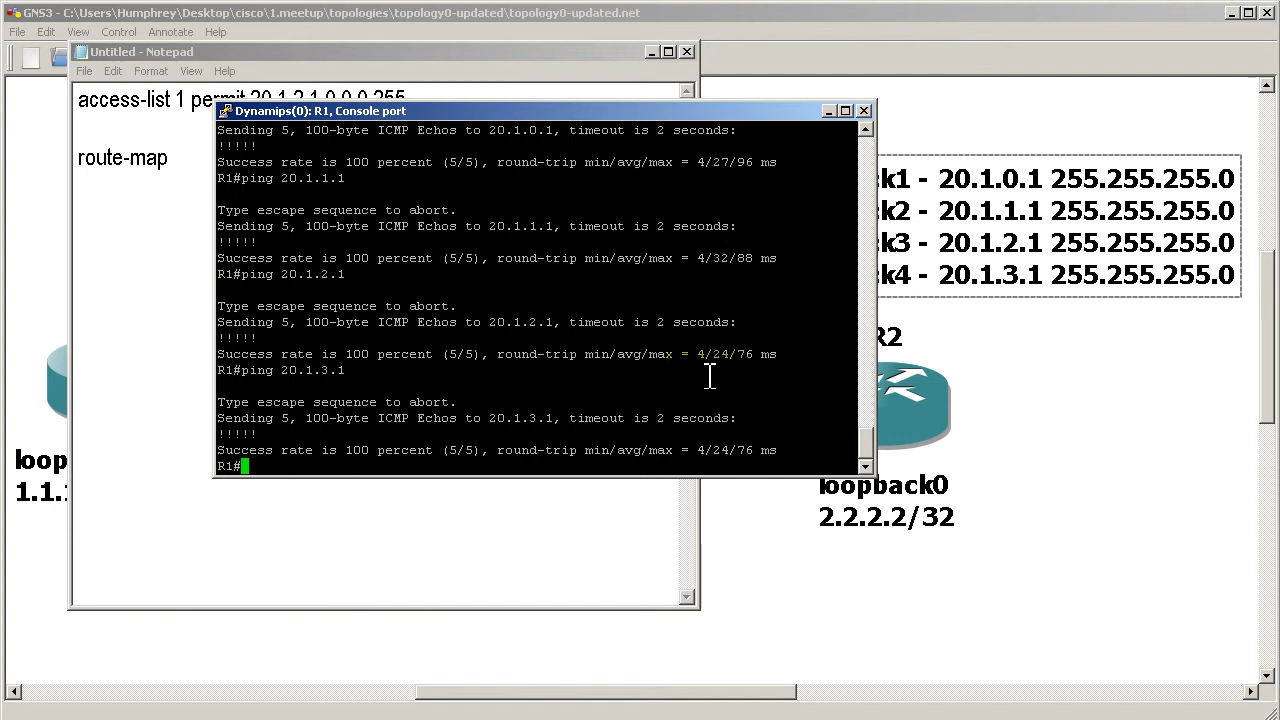 GNS3 - C:\Users\Humphrey\Desktop\cisco\1.meetup\topologies\topology0-updated\topology0-updated.net
File Edit View Control Annotate Help
Untitled - Notepad
File Edit Format View Help
access-list 1 permit 20.1.2.1 0.0.0.255
route-map
Dynamips(0): R1, Console port
Sending 5, 100-byte ICMP Echos to 20.1.0.1, timeout is 2 seconds:
!!!!!
Success rate is 100 percent (5/5), round-trip min/avg/max = 4/27/96 ms
R1#ping 20.1.1.1
Type escape sequence to abort.
Sending 5, 100-byte ICMP Echos to 20.1.1.1, timeout is 2 seconds:
!!!!!
Success rate is 100 percent (5/5), round-trip min/avg/max = 4/32/88 ms
R1#ping 20.1.2.1
Type escape sequence to abort.
Sending 5, 100-byte ICMP Echos to 20.1.2.1, timeout is 2 seconds:
!!!!!
Success rate is 100 percent (5/5), round-trip min/avg/max = 4/24/76 ms
R1#ping 20.1.3.1
Type escape sequence to abort.
Sending 5, 100-byte ICMP Echos to 20.1.3.1, timeout is 2 seconds:
!!!!!
Success rate is 100 percent (5/5), round-trip min/avg/max = 4/24/76 ms
R1#
ck1 - 20.1.0.1 255.255.255.0
ck2 - 20.1.1.1 255.255.255.0
ck3 - 20.1.2.1 255.255.255.0
ck4 - 20.1.3.1 255.255.255.0
R2
loop
1.1.1
loopback0
2.2.2.2/32